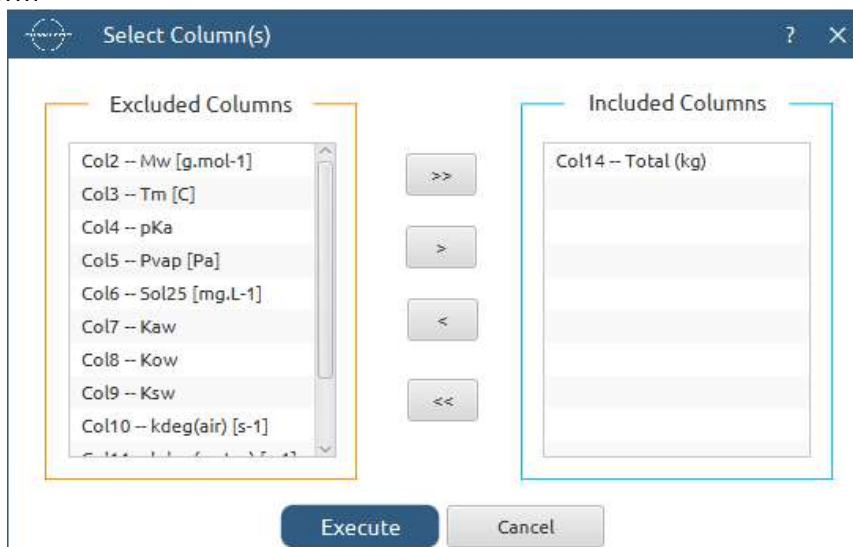 Select Column(s) ? ×
Excluded Columns
Col2 -- Mw [g.mol-1]
Col3 -- Tm [C]
Col4 -- pKa
Col5 -- Pvap [Pa]
Col6 -- Sol25 [mg.L-1]
Col7 -- Kaw
Col8 -- Kow
Col9 -- Ksw
Col10 -- kdeg(air) [s-1]
>>
>
<
<<
Included Columns
Col14 -- Total (kg)
Execute
Cancel